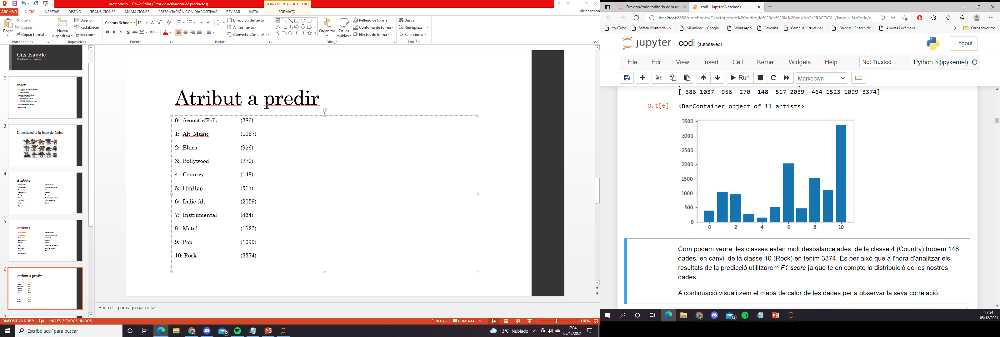 presentacio - PowerPoint (Error de activación de productos)
HERRAMIENTAS DE DIBUJO
ARCHIVO INICIO INSERTAR DISEÑO TRANSICIONES ANIMACIONES PRESENTACIÓN CON DIAPOSITIVAS REVISAR VISTA FORMATO
Iniciar sesión
Pegar
Cortar
Copiar
Copiar formato
Portapapeles
Nueva diapositiva
Diseño
Restablecer
Sección
Diapositivas
Century Schoolb 12
N K S S abc AV Aa A
Fuente
Párrafo
Dirección del texto
Alinear texto
Convertir a SmartArt
Organizar
Estilos rápidos
Relleno de forma
Contorno de forma
Efectos de forma
Dibujo
Buscar
Reemplazar
Seleccionar
Edición
Cas Kaggle
2
Índex
3
Introducció a la base de dades
4
Atributs
5
Atributs
6
Atribut a predir
7
Atribut a predir
0: Acoustic/Folk (386)
1: Alt_Music (1037)
2: Blues (956)
3: Bollywood (270)
4: Country (148)
5: HipHop (517)
6: Indie Alt (2039)
7: Instrumental (464)
8: Metal (1523)
9: Pop (1099)
10: Rock (3374)
Haga clic para agregar notas
DIAPOSITIVA 6 DE 9 INGLÉS (ESTADOS UNIDOS) NOTAS COMENTARIOS 110 %
Escribe aquí para buscar
12
13°C Nublado
17:34
05/12/2021
Desktop/todo todito/lo de la un
codi - Jupyter Notebook
localhost:8888/notebooks/Desktop/todo%20todito/lo%20de%20la%20uni/ApC/PRACTICA1/kaggle_3r/Code/c...
YouTube Safata d'entrada - v... Mi unidad - Google... WhatsApp Películas Campus Virtual de l... Caronte : Entorn de... Apunts i exàmens -... Otros favoritos
jupyter codi (autosaved)
Logout
File Edit View Insert Cell Kernel Widgets Help Not Trusted Python 3 (ipykernel)
Run Markdown
[ 386 1037 956 270 148 517 2039 464 1523 1099 3374]
Out[6]: <BarContainer object of 11 artists>
3500
3000
2500
2000
1500
1000
500
0
0 2 4 6 8 10
Com podem veure, les classes estan molt desbalancejades, de la classe 4 (Country) trobem 148
dades, en canvi, de la classe 10 (Rock) en tenim 3374. És per això que a l'hora d'analitzar els
resultats de la predicció utilitzarem F1 score ja que te en compte la distribuició de les nostres
dades.
A continuació visualitzem el mapa de calor de les dades per a observar la seva correlació.
12
17:34
05/12/2021